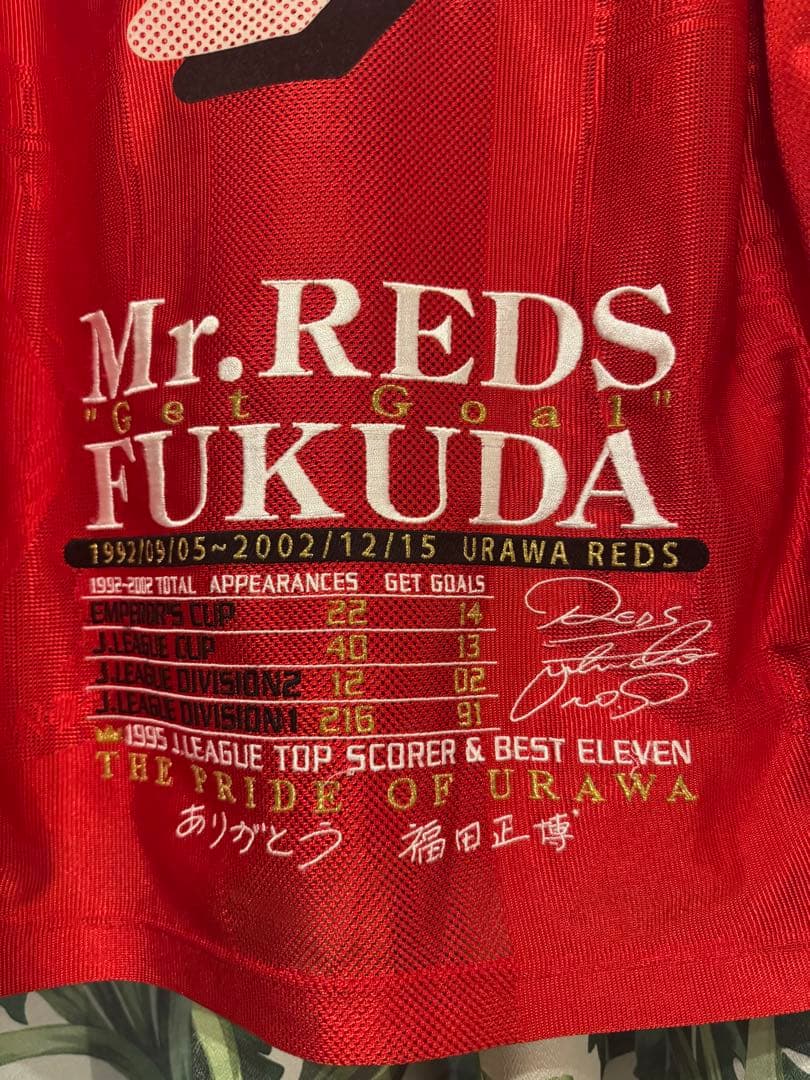 Mr.REDS
"Get Goal"
FUKUDA
1992/09/05~2002/12/15 URAWA REDS
1992-2002 TOTAL APPEARANCES GET GOALS
EMPEROR'S CUP 22 14
J.LEAGUE CUP 40 13
J.LEAGUE DIVISION2 12 02
J.LEAGUE DIVISION1 216 91
REDS
1995 J.LEAGUE TOP SCORER & BEST ELEVEN
THE PRIDE OF URAWA
ありがとう 福田正博